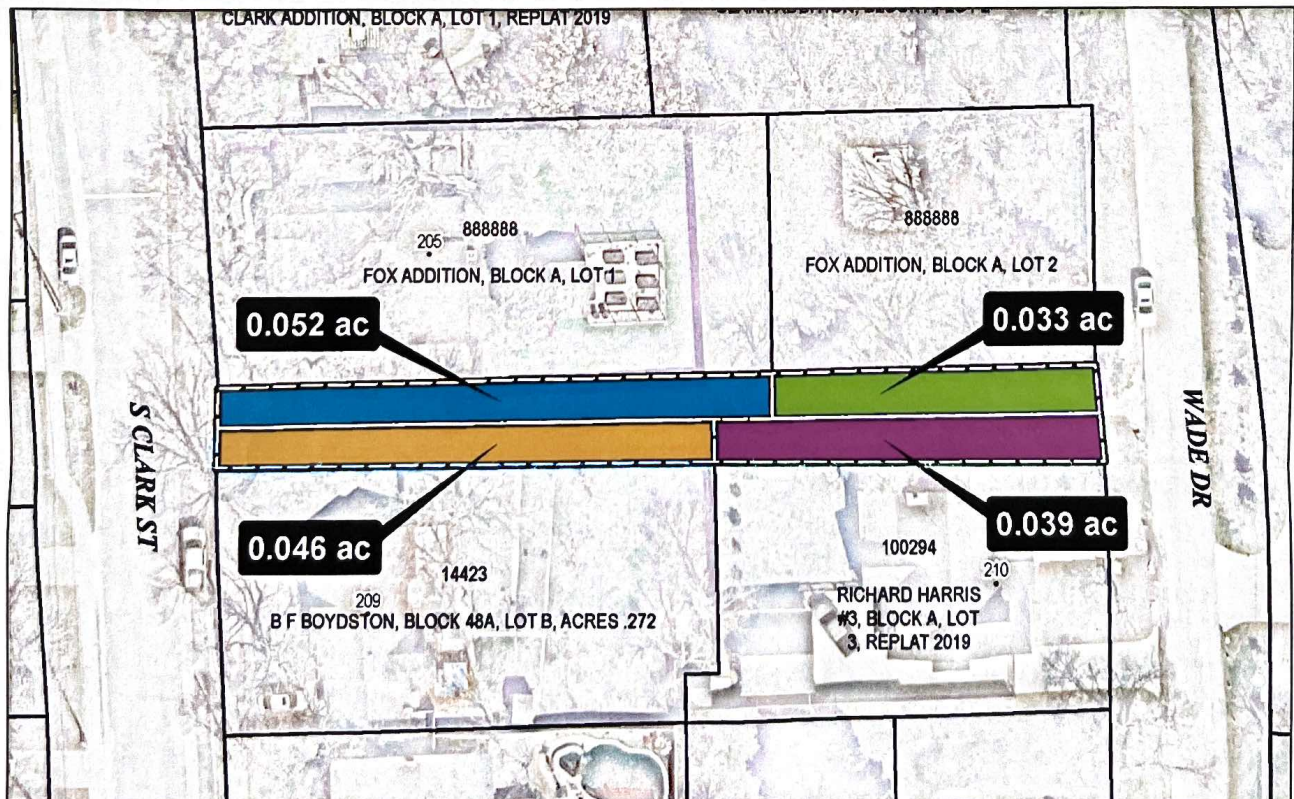 CLARK ADDITION, BLOCK A, LOT 1, REPLAT 2019
205
888888
FOX ADDITION, BLOCK A, LOT 1
888888
FOX ADDITION, BLOCK A, LOT 2
0.052 ac
0.033 ac
S CLARK ST
WADE DR
0.046 ac
0.039 ac
14423
209
B F BOYDSTON, BLOCK 48A, LOT B, ACRES .272
100294
210
RICHARD HARRIS
#3, BLOCK A, LOT
3, REPLAT 2019